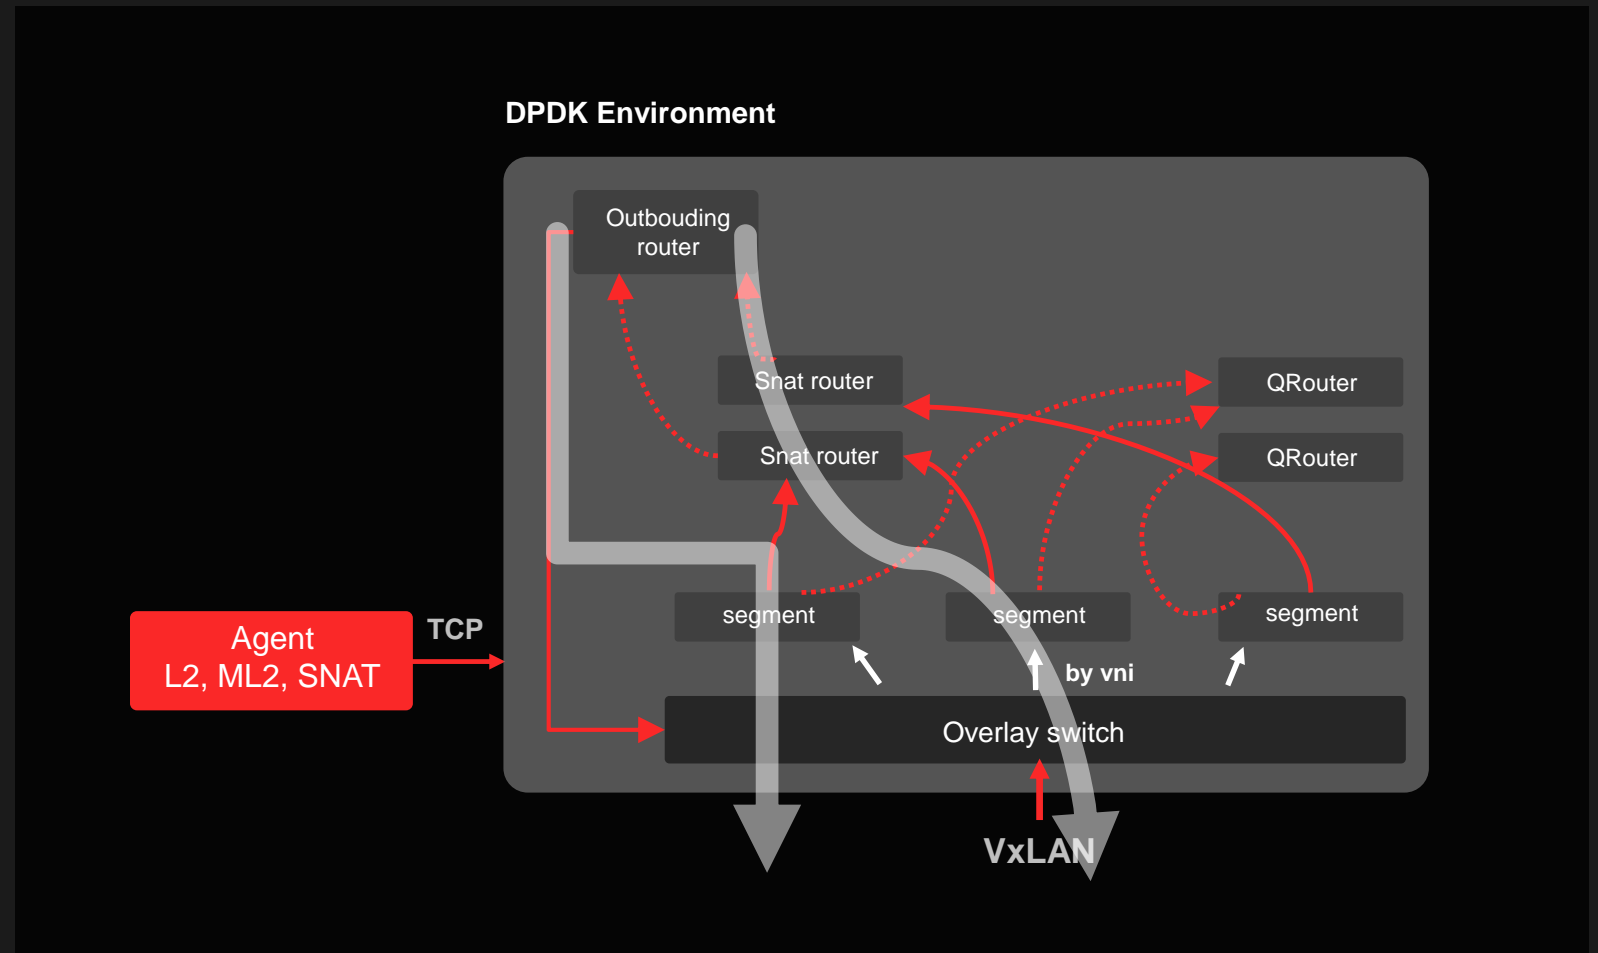 DPDK Environment
Outbouding
router
Snat router
QRouter
Snat router
QRouter
segment
segment
segment
Agent
L2, ML2, SNAT
TCP
by vni
Overlay switch
VxLAN